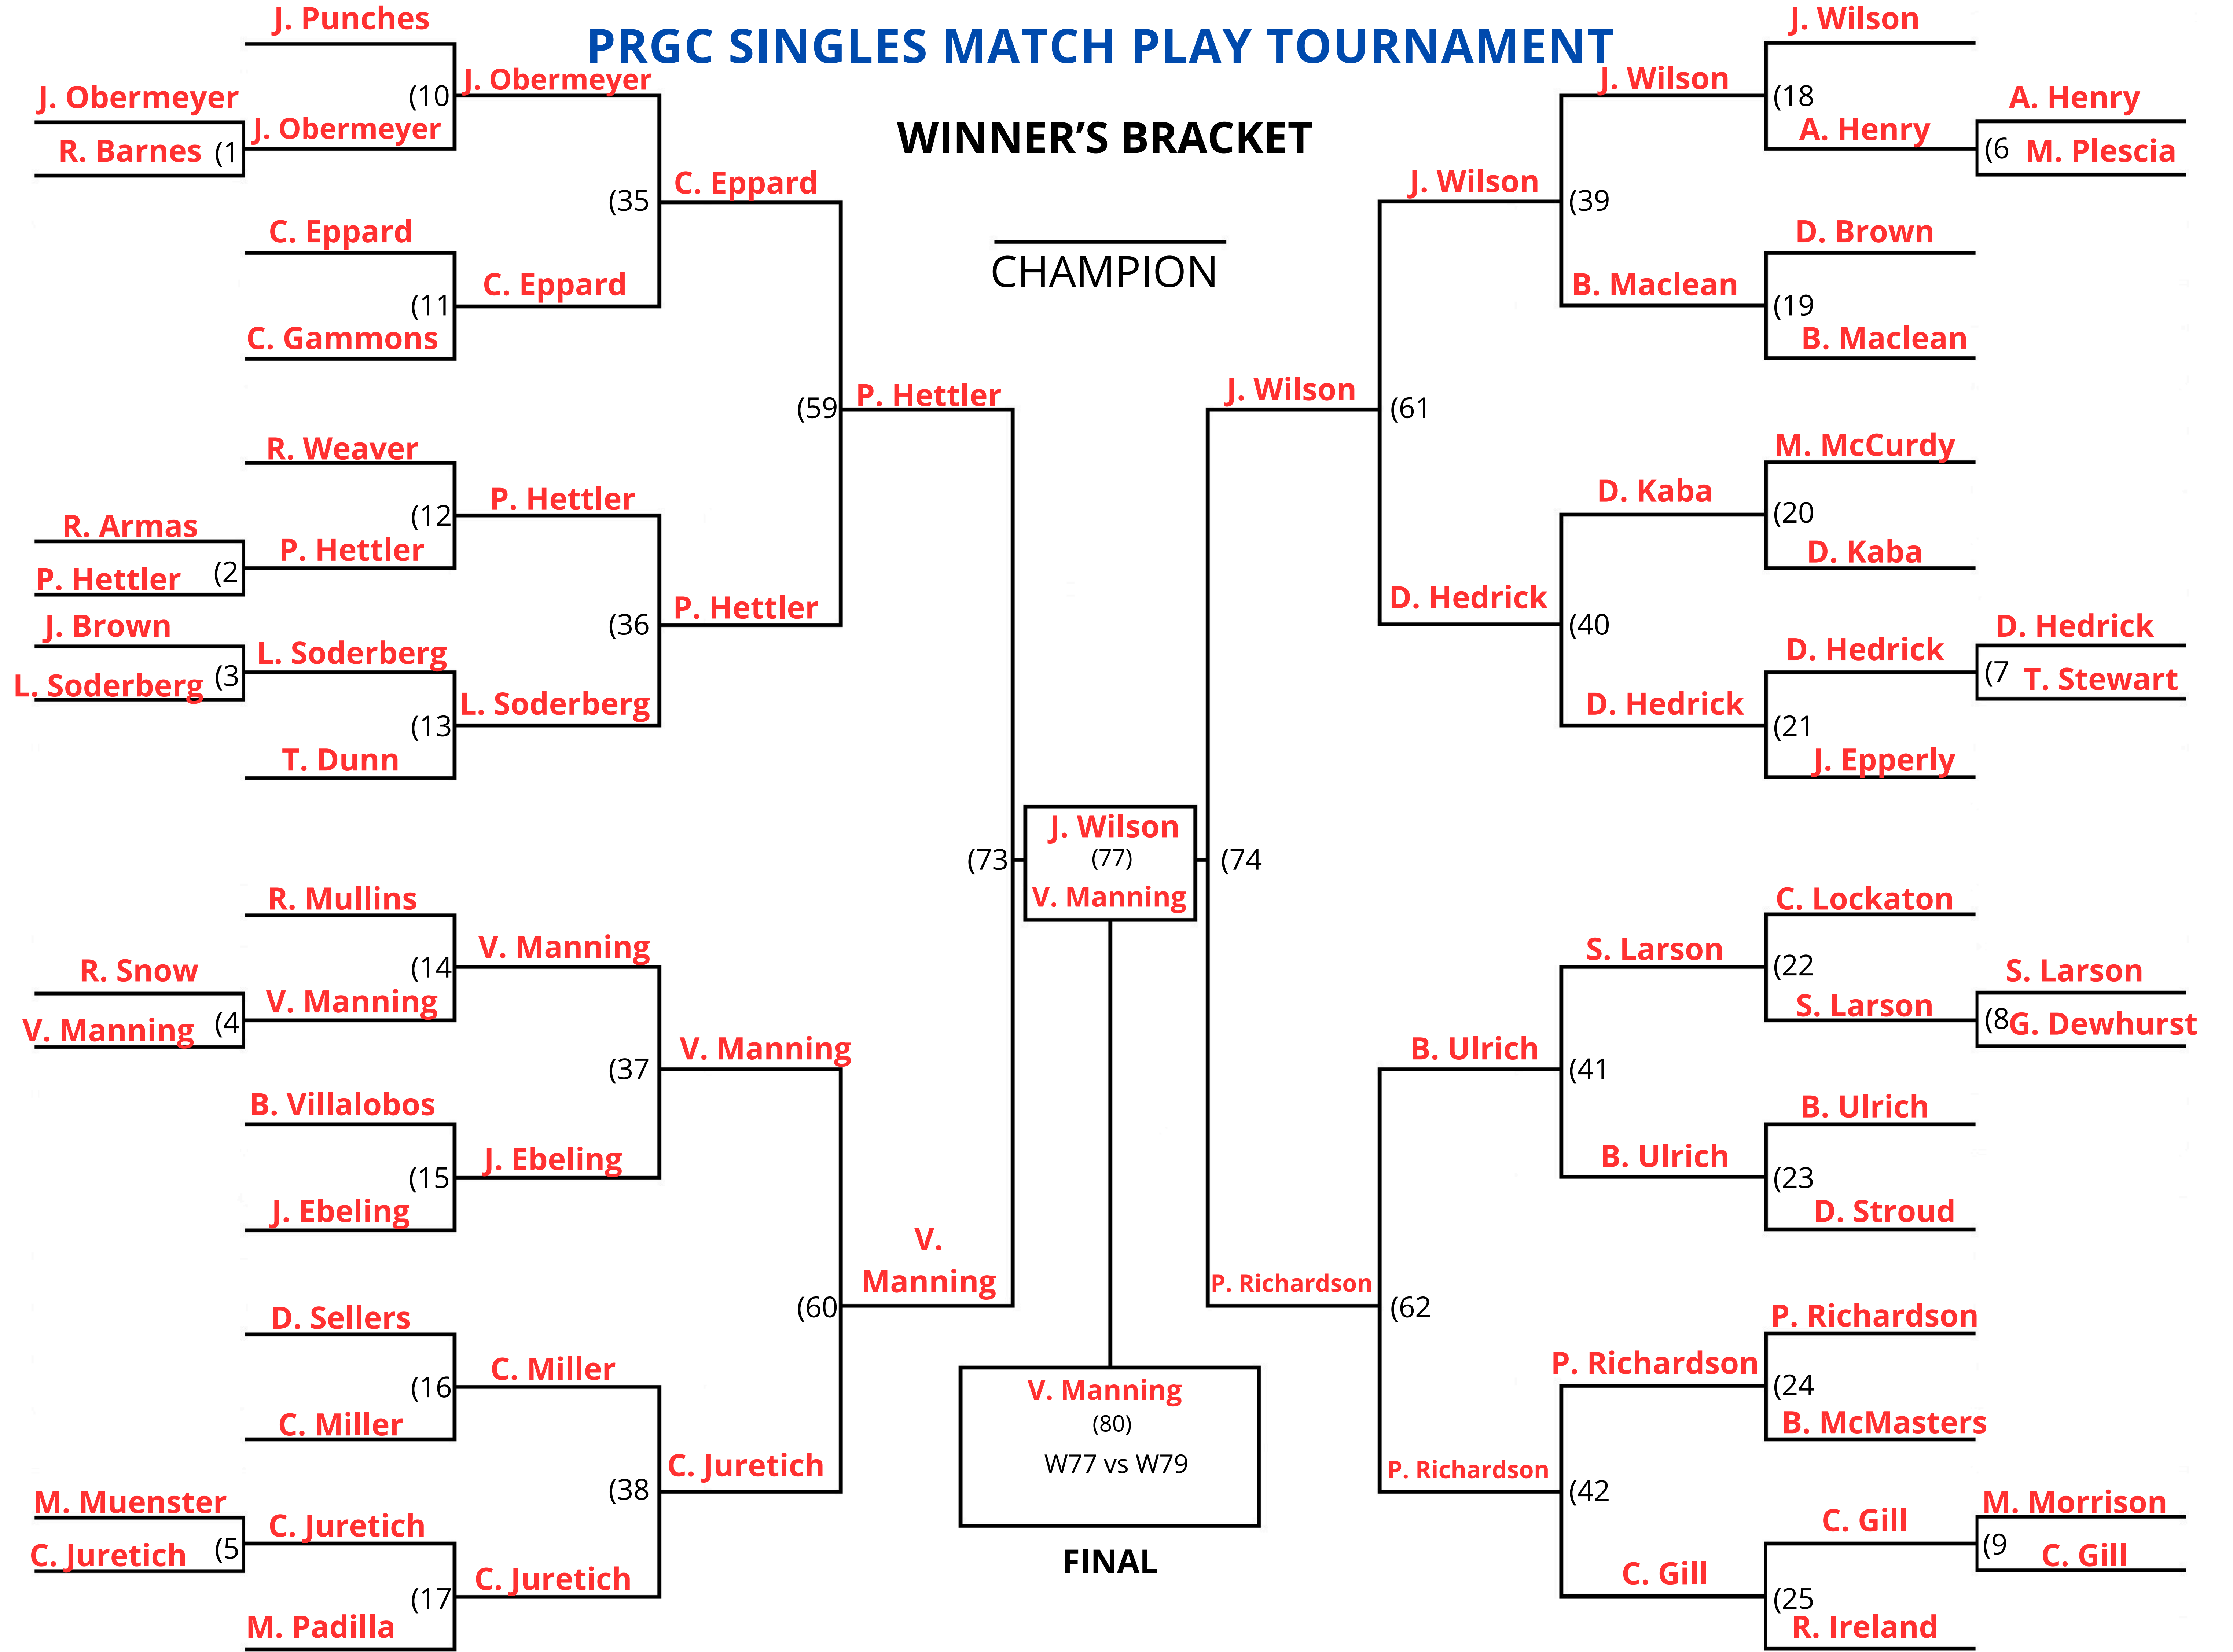 PRGC SINGLES MATCH PLAY TOURNAMENT
WINNER'S BRACKET
CHAMPION
J. Obermeyer
R. Barnes (1
R. Armas
P. Hettler (2
J. Brown
L. Soderberg (3
R. Snow
V. Manning (4
M. Muenster
C. Juretich (5
J. Punches
(10
J. Obermeyer
C. Eppard
(11
C. Gammons
R. Weaver
(12
P. Hettler
L. Soderberg
(13
T. Dunn
R. Mullins
(14
V. Manning
B. Villalobos
(15
J. Ebeling
D. Sellers
(16
C. Miller
C. Juretich
(17
M. Padilla
J. Obermeyer
(35
C. Eppard
P. Hettler
(36
L. Soderberg
V. Manning
(37
J. Ebeling
C. Miller
(38
C. Juretich
C. Eppard
(59
P. Hettler
V. Manning
(60
C. Juretich
P. Hettler
(73
V.
Manning
J. Wilson
(77)
V. Manning
V. Manning
(80)
W77 vs W79
FINAL
J. Wilson
(74
P. Richardson
J. Wilson
(61
D. Hedrick
B. Ulrich
(62
P. Richardson
J. Wilson
(39
B. Maclean
D. Kaba
(40
D. Hedrick
S. Larson
(41
B. Ulrich
P. Richardson
(42
C. Gill
J. Wilson
(18
A. Henry
D. Brown
(19
B. Maclean
M. McCurdy
(20
D. Kaba
D. Hedrick
(21
J. Epperly
C. Lockaton
(22
S. Larson
B. Ulrich
(23
D. Stroud
P. Richardson
(24
B. McMasters
C. Gill
(25
R. Ireland
A. Henry
(6 M. Plescia
D. Hedrick
(7 T. Stewart
S. Larson
(8 G. Dewhurst
M. Morrison
(9 C. Gill